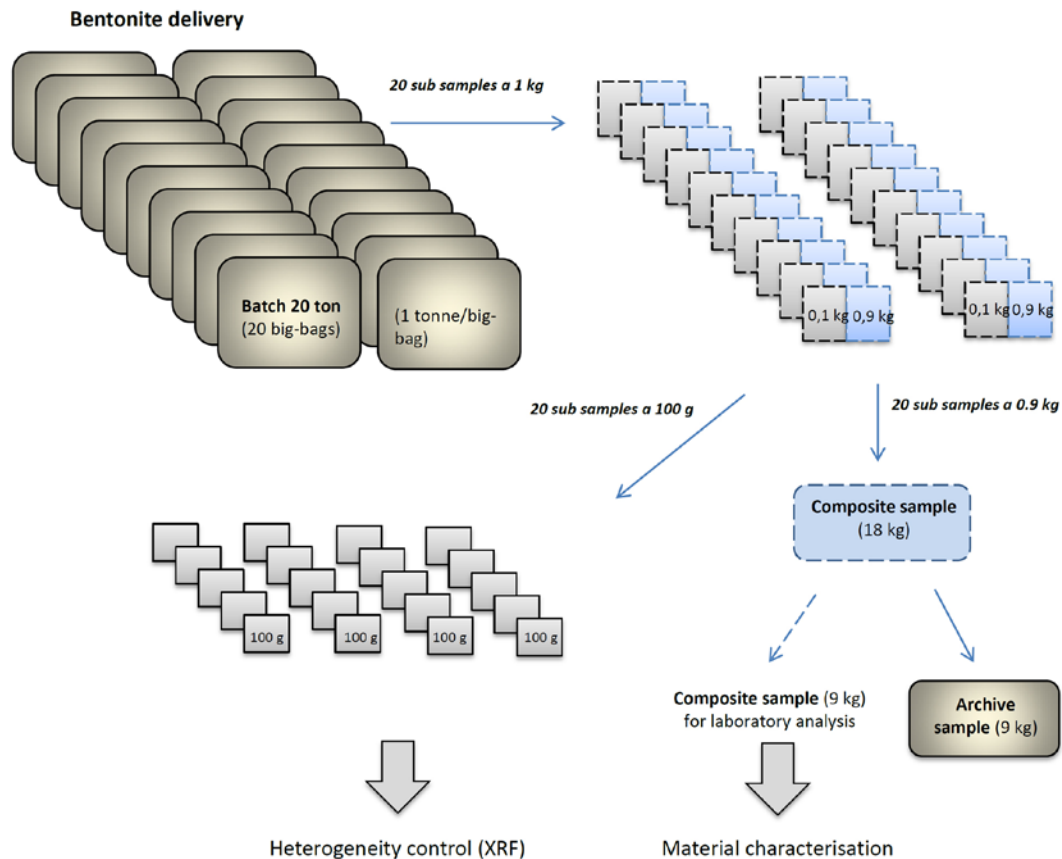 Bentonite delivery
20 sub samples a 1 kg
Batch 20 ton
(20 big-bags)
(1 tonne/big-
bag)
0,1 kg 0,9 kg
0,1 kg 0,9 kg
20 sub samples a 100 g
20 sub samples a 0.9 kg
Composite sample
(18 kg)
100 g
100 g
100 g
100 g
Composite sample (9 kg)
for laboratory analysis
Archive
sample (9 kg)
Heterogeneity control (XRF)
Material characterisation